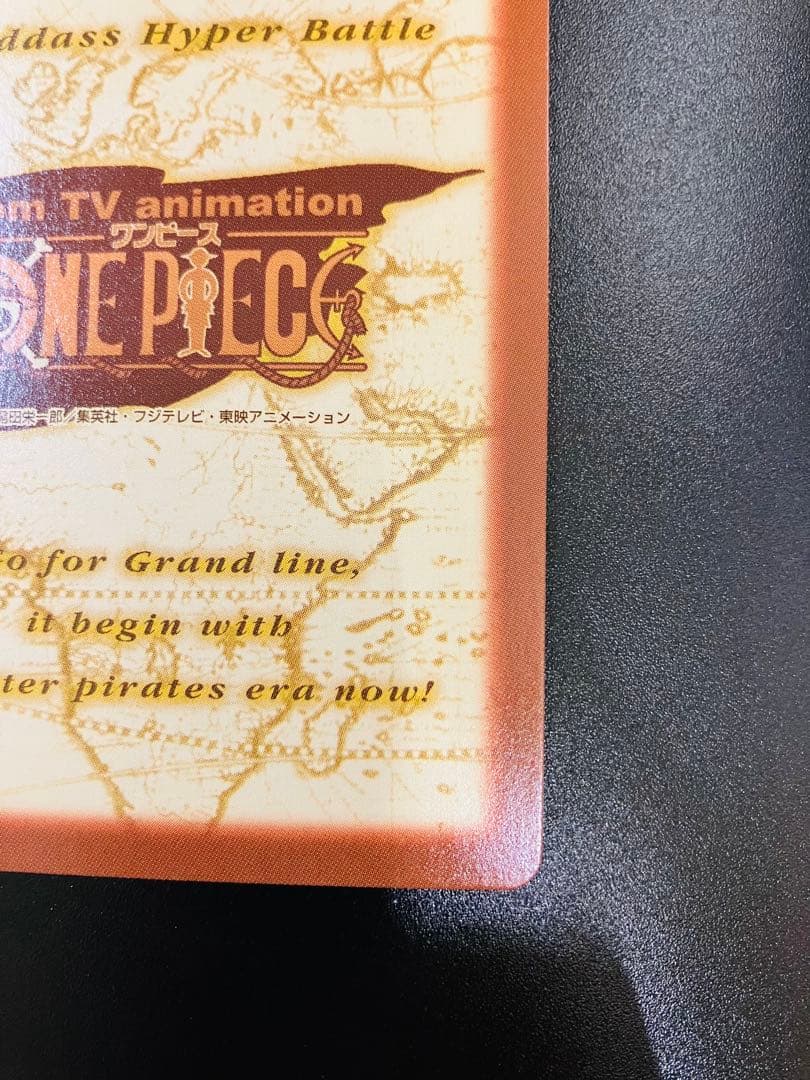 ddass Hyper Battle
om TV animation
ワンピース
ONE PIECE
田栄一郎／集英社・フジテレビ・東映アニメーション
Go for Grand line,
it begin with
ter pirates era now!